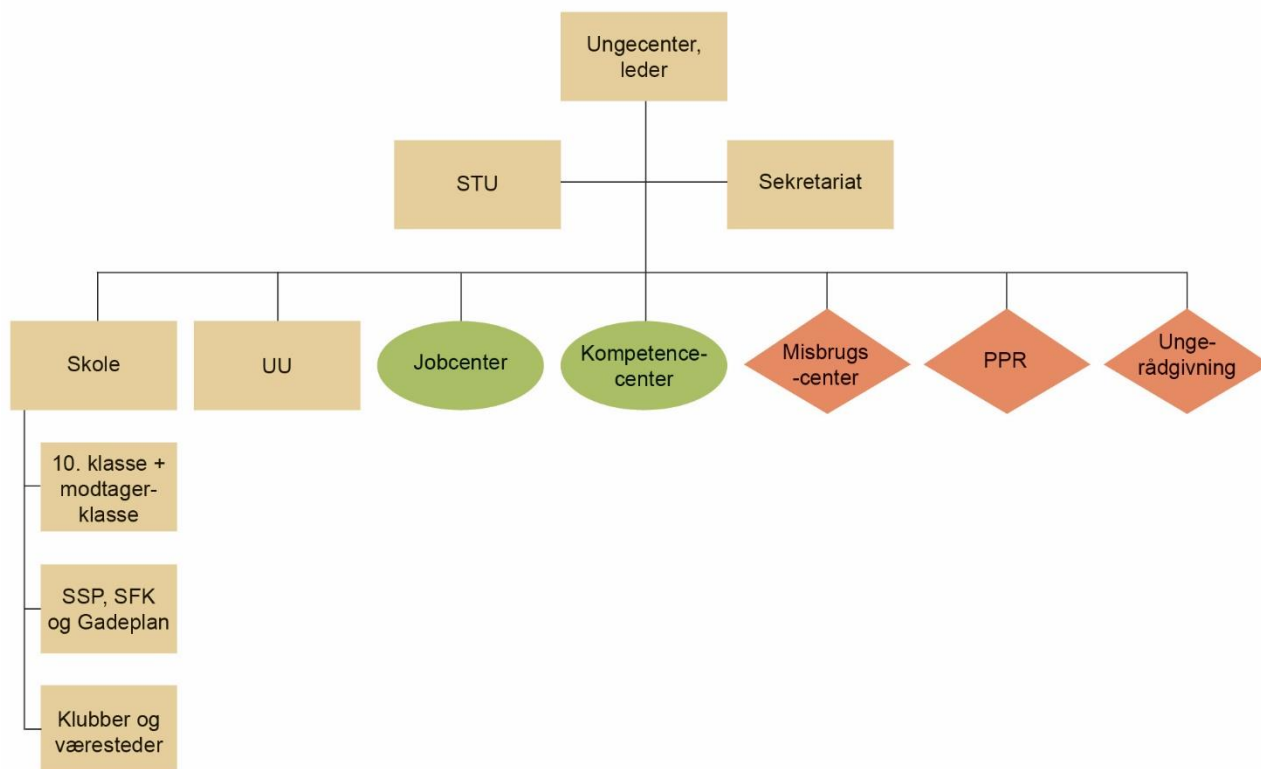 Ungecenter,
leder
STU
Sekretariat
Skole
UU
Jobcenter
Kompetence-
center
Misbrugs
-center
PPR
Unge-
rådgivning
10. klasse +
modtager-
klasse
SSP, SFK
og Gadeplan
Klubber og
væresteder